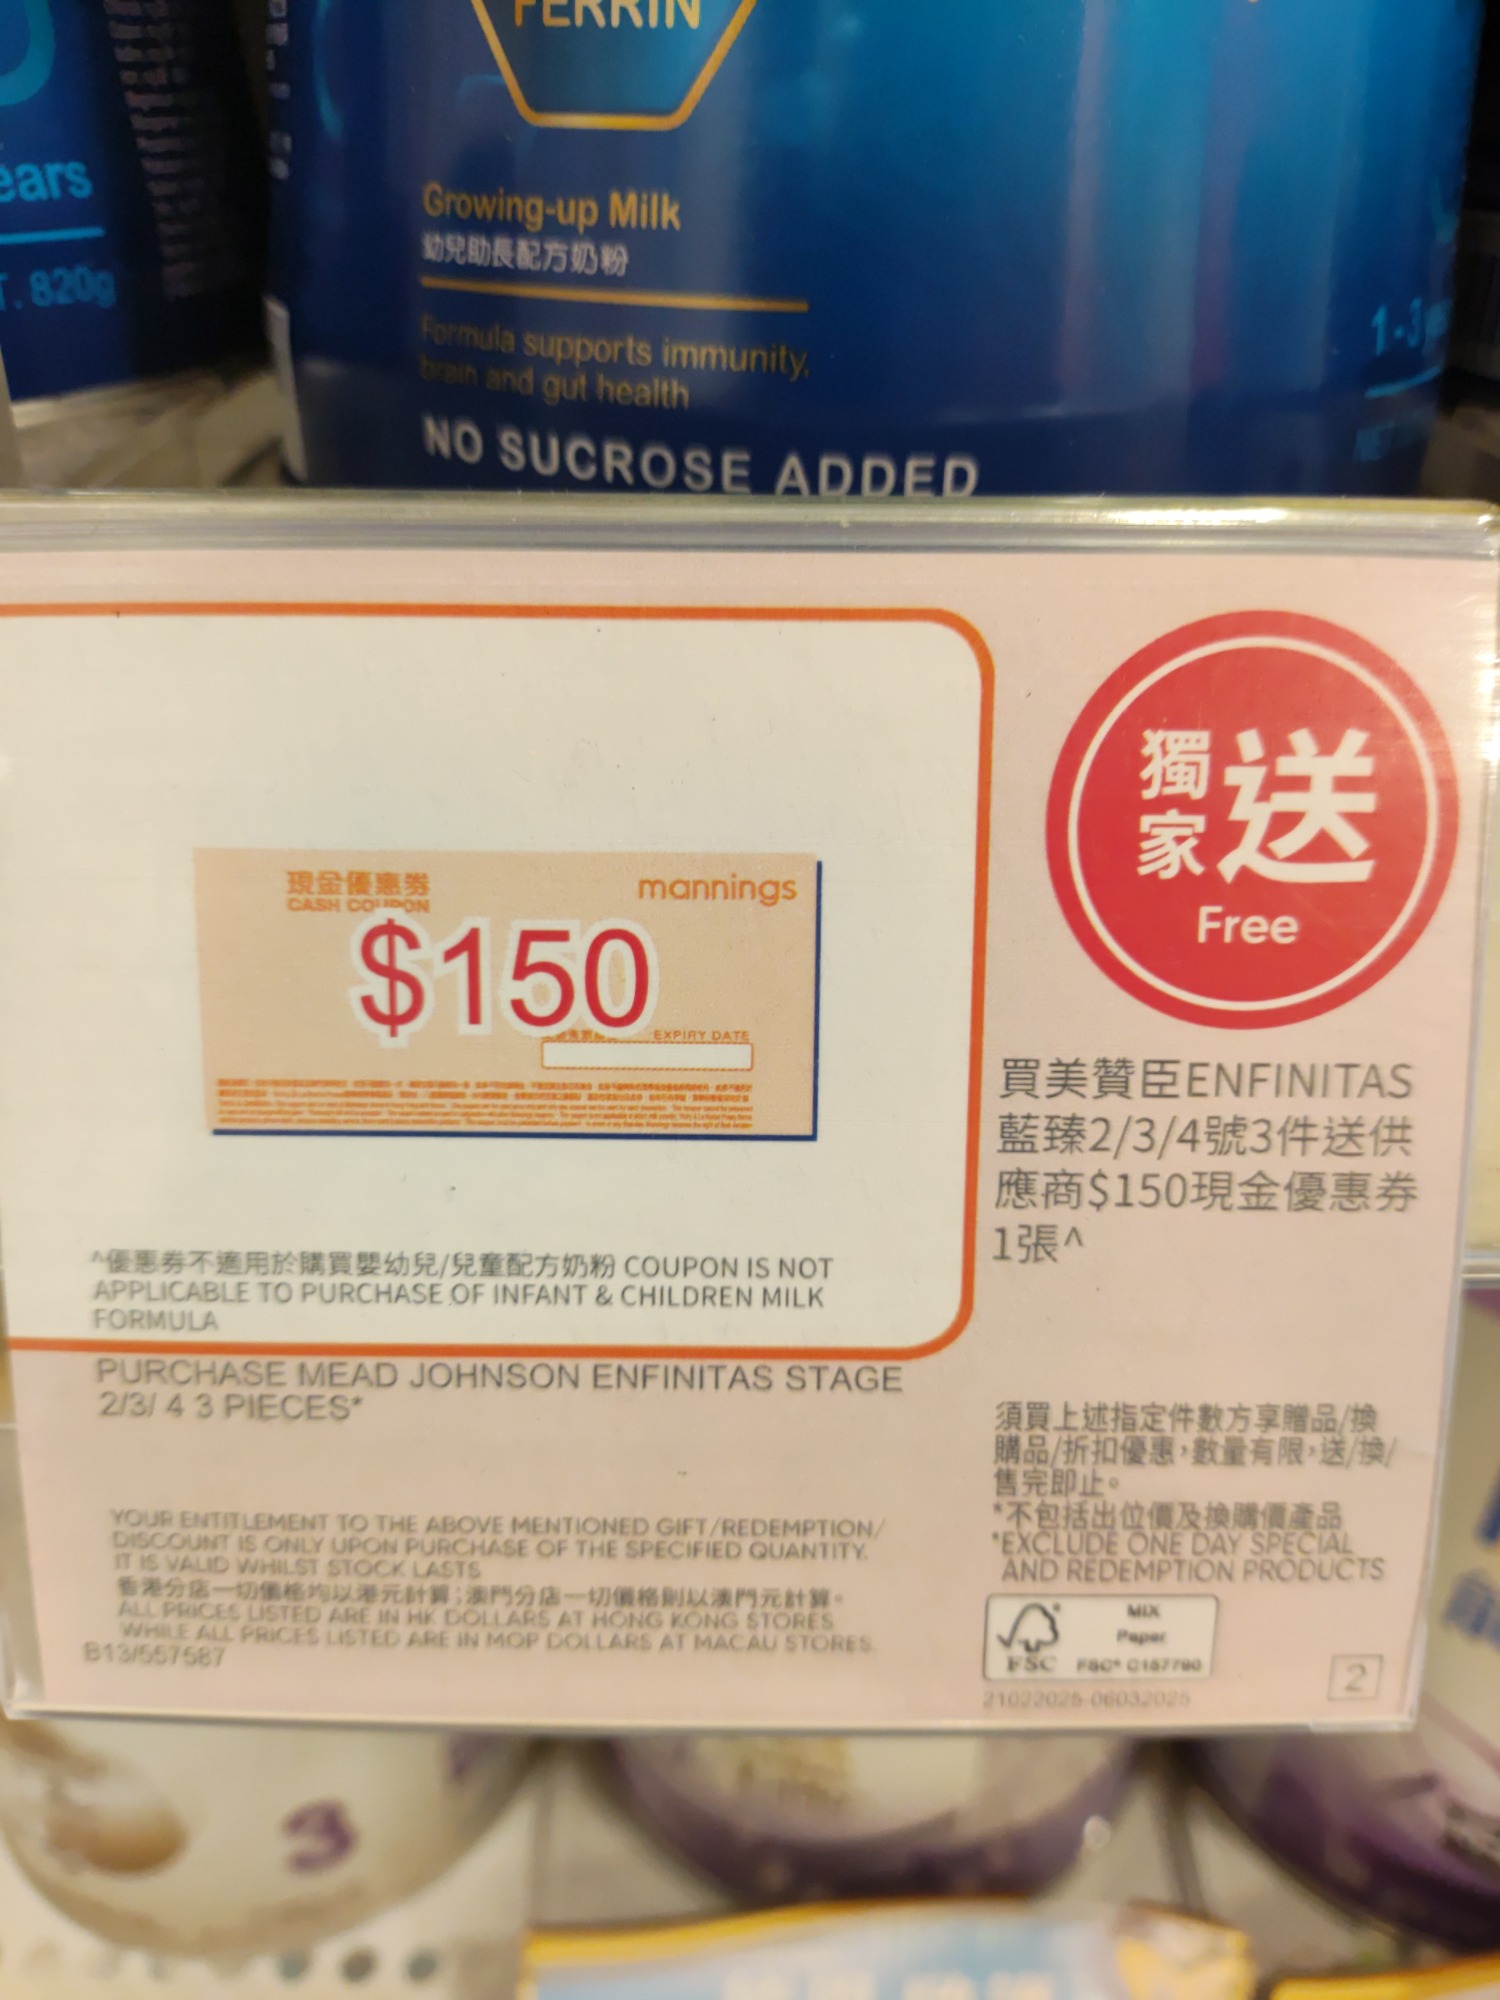 FERRIN
ears
820g
Growing-up Milk
幼兒助長配方奶粉
Formula supports immunity,
brain and gut health
NO SUCROSE ADDED
1-3
獨家
送
Free
現金優惠券
CASH COUPON
mannings
$150
EXPIRY DATE
買美贊臣ENFINITAS
藍臻2/3/4號3件送供
應商$150現金優惠券
1張^
^優惠券不適用於購買嬰幼兒/兒童配方奶粉 COUPON IS NOT
APPLICABLE TO PURCHASE OF INFANT & CHILDREN MILK
FORMULA
PURCHASE MEAD JOHNSON ENFINITAS STAGE
2/3/ 4 3 PIECES*
須買上述指定件數方享贈品/換
購品/折扣優惠，數量有限，送/換/
售完即止。
*不包括出位價及換購價產品
*EXCLUDE ONE DAY SPECIAL
AND REDEMPTION PRODUCTS
YOUR ENTITLEMENT TO THE ABOVE MENTIONED GIFT/REDEMPTION/
DISCOUNT IS ONLY UPON PURCHASE OF THE SPECIFIED QUANTITY.
IT IS VALID WHILST STOCK LASTS
香港分店一切價格均以港元計算；澳門分店一切價格則以澳門元計算。
ALL PRICES LISTED ARE IN HK DOLLARS AT HONG KONG STORES
WHILE ALL PRICES LISTED ARE IN MOP DOLLARS AT MACAU STORES.
B13/557587
FSC
MIX
Paper
FSC® C157790
21022025-06032025
2
3